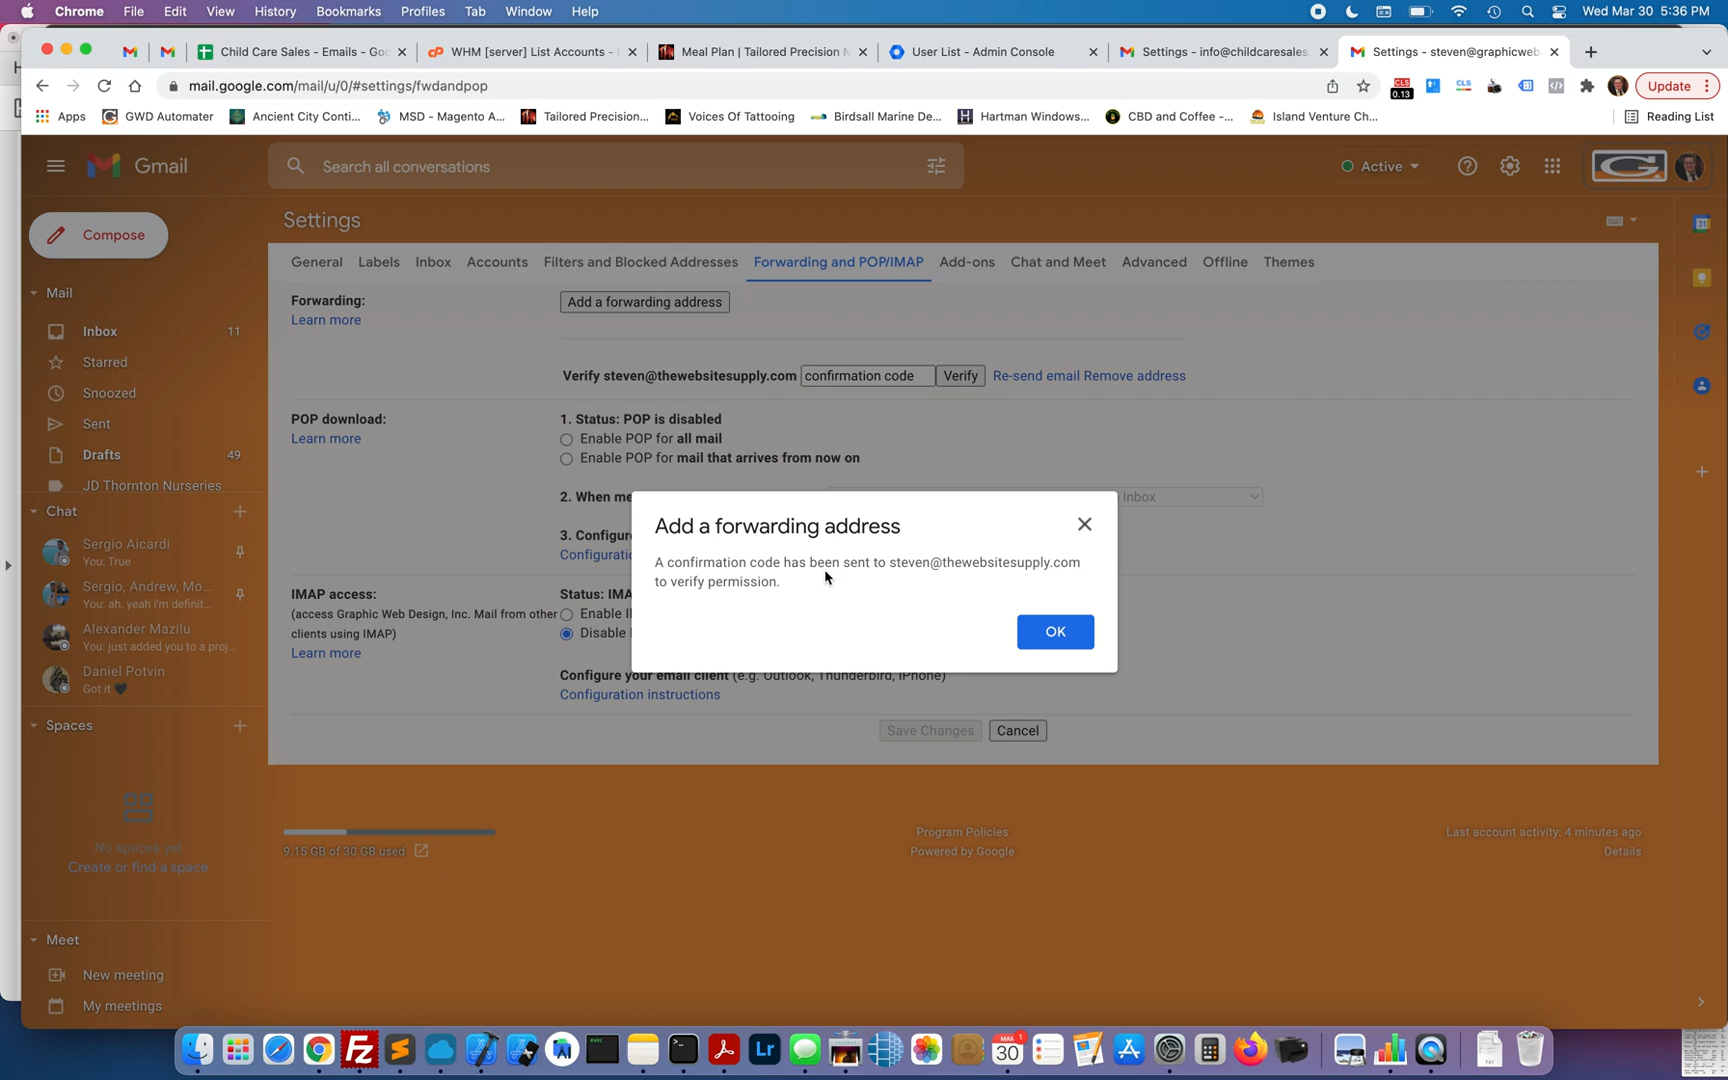 Chrome File Edit View History Bookmarks Profiles Tab Window Help Wed Mar 30 5:36 PM
Child Care Sales - Emails - Goo
WHM [server] List Accounts -
Meal Plan | Tailored Precision
User List - Admin Console
Settings - info@childcaresales.
Settings - steven@graphicweb
mail.google.com/mail/u/0/#settings/fwdandpop
CLS
0.13
CLS
Update
Apps GWD Automater Ancient City Conti... MSD - Magento A... Tailored Precision... Voices Of Tattooing Birdsall Marine De... Hartman Windows... CBD and Coffee -... Island Venture Ch... Reading List
Gmail
Search all conversations
Active
Compose
Settings
General Labels Inbox Accounts Filters and Blocked Addresses Forwarding and POP/IMAP Add-ons Chat and Meet Advanced Offline Themes
Mail
Inbox 11
Starred
Snoozed
Sent
Drafts 49
JD Thornton Nurseries
Chat
Sergio Aicardi
You: True
Sergio, Andrew, Mo...
You: ah. yeah i'm definit...
Alexander Mazilu
You: just added you to a proj...
Daniel Potvin
Got it 🖤
Spaces
No spaces yet
Create or find a space
Meet
New meeting
My meetings
Forwarding:
Learn more
Add a forwarding address
Verify steven@thewebsitesupply.com confirmation code Verify Re-send email Remove address
POP download:
Learn more
1. Status: POP is disabled
Enable POP for all mail
Enable POP for mail that arrives from now on
2. When me
Inbox
3. Configur
Configuratio
IMAP access:
(access Graphic Web Design, Inc. Mail from other
clients using IMAP)
Learn more
Status: IMA
Enable I
Disable
Configure your email client (e.g. Outlook, Thunderbird, iPhone)
Configuration instructions
Save Changes Cancel
Add a forwarding address
A confirmation code has been sent to steven@thewebsitesupply.com
to verify permission.
OK
9.15 GB of 30 GB used
Program Policies
Powered by Google
Last account activity: 4 minutes ago
Details
31
Lr
MAR
30
1
TXT